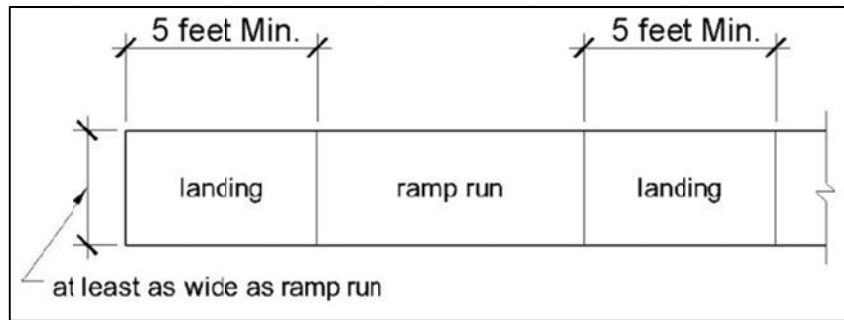 5 feet Min.
5 feet Min.
landing
ramp run
landing
at least as wide as ramp run